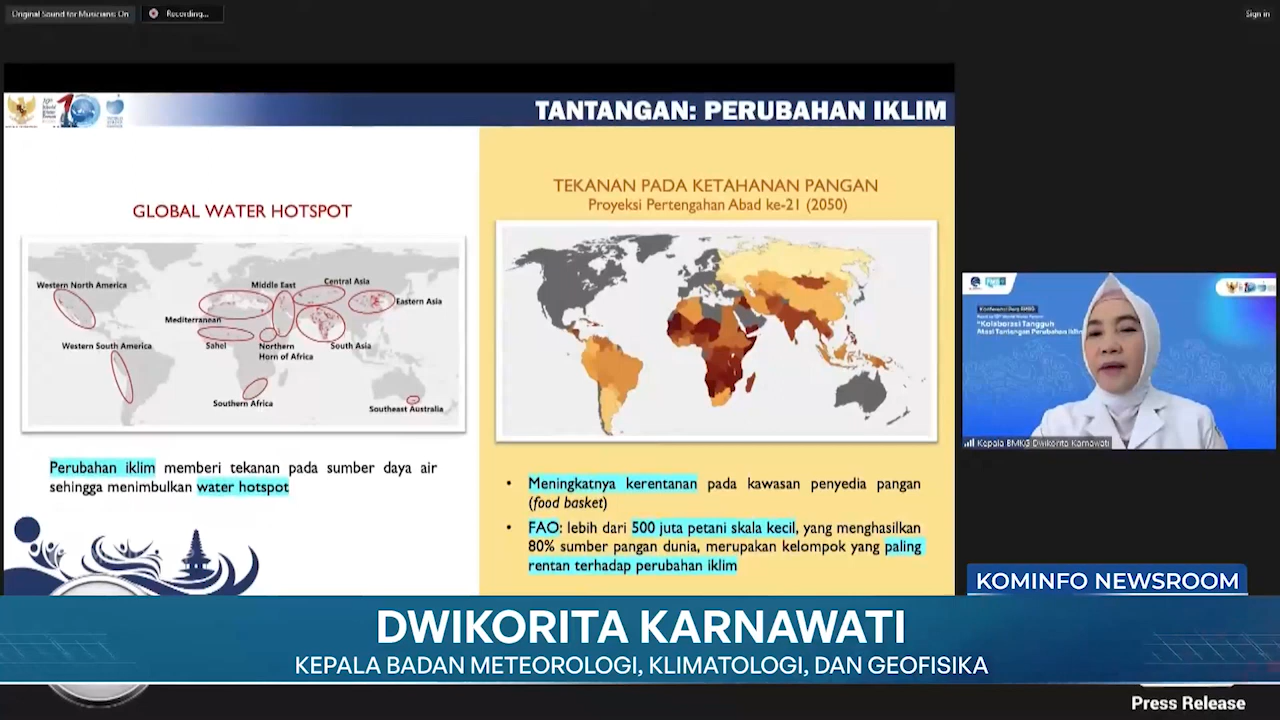 Original Sound for Musicians: On
Recording...
Sign in
TANTANGAN: PERUBAHAN IKLIM
GLOBAL WATER HOTSPOT
Western North America
Middle East
Central Asia
Eastern Asia
Mediterranean
Western South America
Sahel
Northern
Horn of Africa
South Asia
Southern Africa
Southeast Australia
Perubahan iklim memberi tekanan pada sumber daya air
sehingga menimbulkan water hotspot
TEKANAN PADA KETAHANAN PANGAN
Proyeksi Pertengahan Abad ke-21 (2050)
• Meningkatnya kerentanan pada kawasan penyedia pangan
(food basket)
• FAO: lebih dari 500 juta petani skala kecil, yang menghasilkan
80% sumber pangan dunia, merupakan kelompok yang paling
rentan terhadap perubahan iklim
"Kolaborasi Tangguh
Atasi Tantangan Perubahan Iklim
Kepala BMKG Dwikorita Karnawati
KOMINFO NEWSROOM
DWIKORITA KARNAWATI
KEPALA BADAN METEOROLOGI, KLIMATOLOGI, DAN GEOFISIKA
Press Release